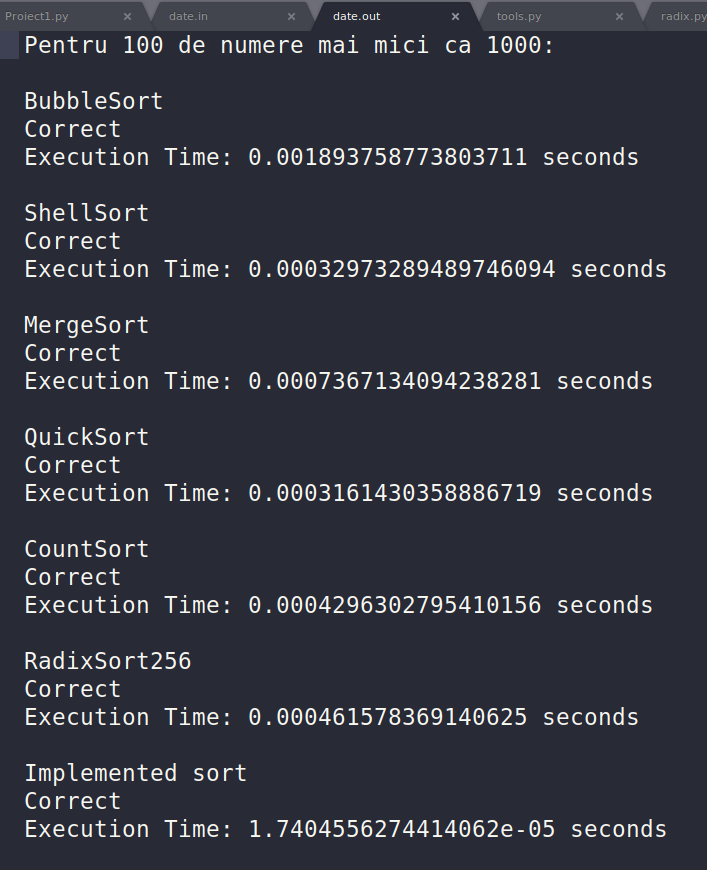 Proiect1.py × date.in × date.out × tools.py × radix.py
Pentru 100 de numere mai mici ca 1000:
BubbleSort
Correct
Execution Time: 0.001893758773803711 seconds
ShellSort
Correct
Execution Time: 0.00032973289489746094 seconds
MergeSort
Correct
Execution Time: 0.0007367134094238281 seconds
QuickSort
Correct
Execution Time: 0.0003161430358886719 seconds
CountSort
Correct
Execution Time: 0.00042963027954101​56 seconds
RadixSort256
Correct
Execution Time: 0.000461578369140625 seconds
Implemented sort
Correct
Execution Time: 1.7404556274414062e-05 seconds